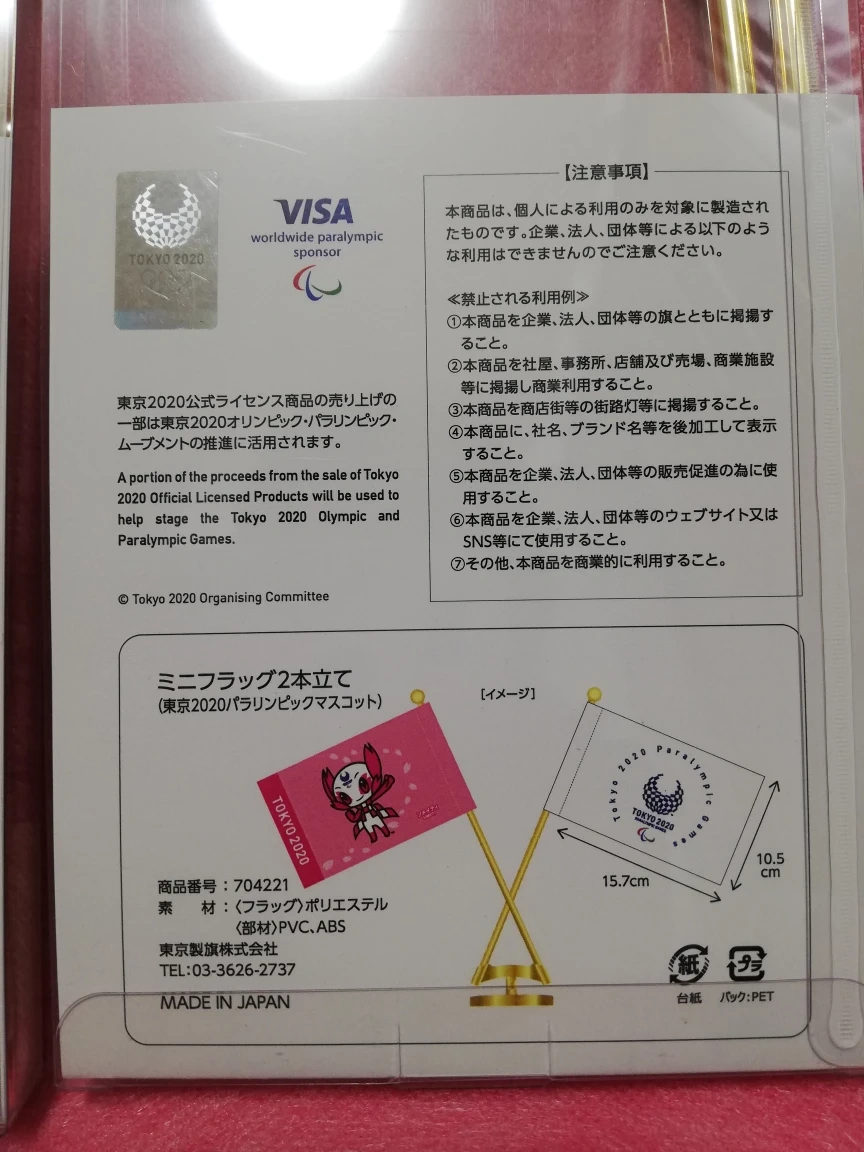 TOKYO 2020
VISA
worldwide paralympic
sponsor
東京2020公式ライセンス商品の売り上げの
一部は東京2020オリンピック・パラリンピック・
ムーブメントの推進に活用されます。
A portion of the proceeds from the sale of Tokyo
2020 Official Licensed Products will be used to
help stage the Tokyo 2020 Olympic and
Paralympic Games.
© Tokyo 2020 Organising Committee
【注意事項】
本商品は、個人による利用のみを対象に製造され
たものです。企業、法人、団体等による以下のよう
な利用はできませんのでご注意ください。
≪禁止される利用例≫
①本商品を企業、法人、団体等の旗とともに掲揚す
ること。
②本商品を社屋、事務所、店舗及び売場、商業施設
等に掲揚し商業利用すること。
③本商品を商店街等の街路灯等に掲揚すること。
④本商品に、社名、ブランド名等を後加工して表示
すること。
⑤本商品を企業、法人、団体等の販売促進の為に使
用すること。
⑥本商品を企業、法人、団体等のウェブサイト又は
SNS等にて使用すること。
⑦その他、本商品を商業的に利用すること。
ミニフラッグ2本立て
(東京2020パラリンピックマスコット)
[イメージ]
TOKYO 2020
Tokyo 2020 Paralympic Games
TOKYO 2020
PARALYMPIC GAMES
15.7cm
10.5
cm
商品番号：704221
素　材：〈フラッグ〉ポリエステル
〈部材〉PVC、ABS
東京製旗株式会社
TEL:03-3626-2737
MADE IN JAPAN
紙
台紙
プラ
パック:PET